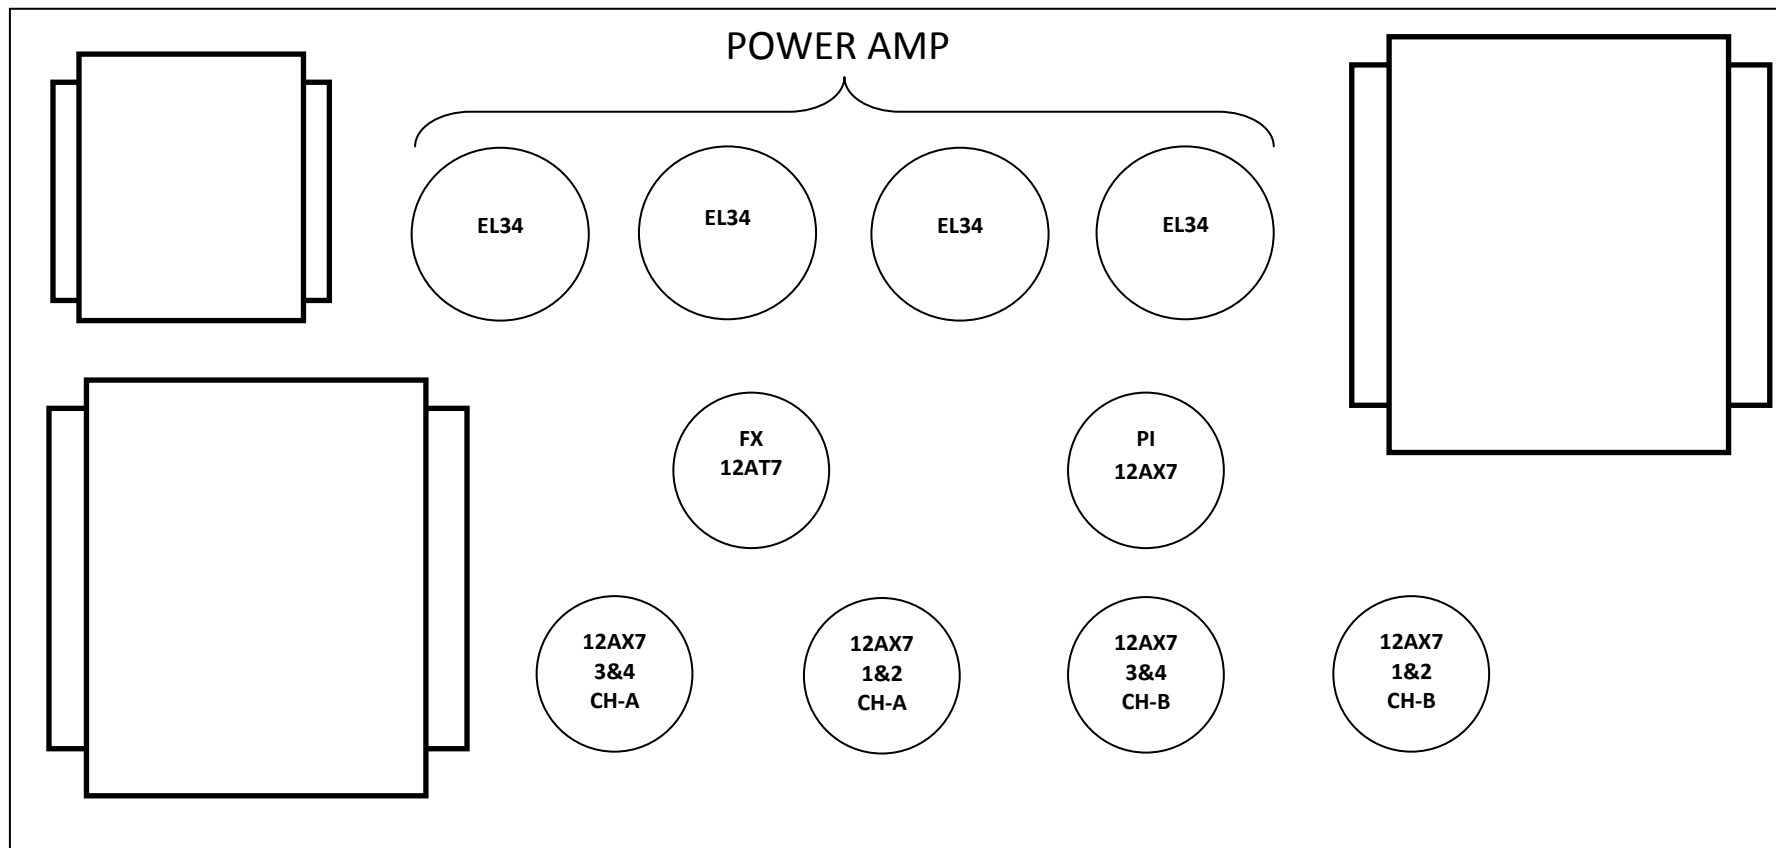 POWER AMP
EL34
EL34
EL34
EL34
FX
12AT7
PI
12AX7
12AX7
3&4
CH-A
12AX7
1&2
CH-A
12AX7
3&4
CH-B
12AX7
1&2
CH-B